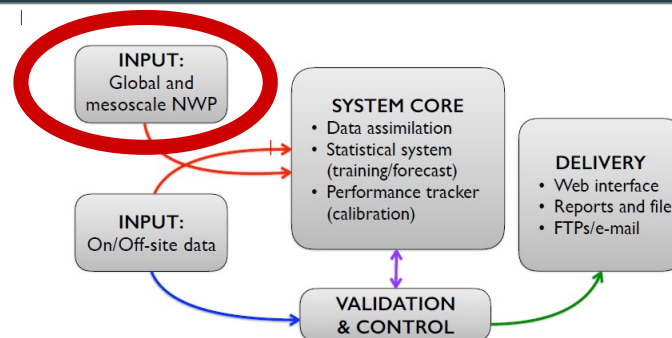 INPUT:
Global and
mesoscale NWP
SYSTEM CORE
• Data assimilation
• Statistical system
(training/forecast)
• Performance tracker
(calibration)
DELIVERY
• Web interface
• Reports and file
• FTPs/e-mail
INPUT:
On/Off-site data
VALIDATION
& CONTROL